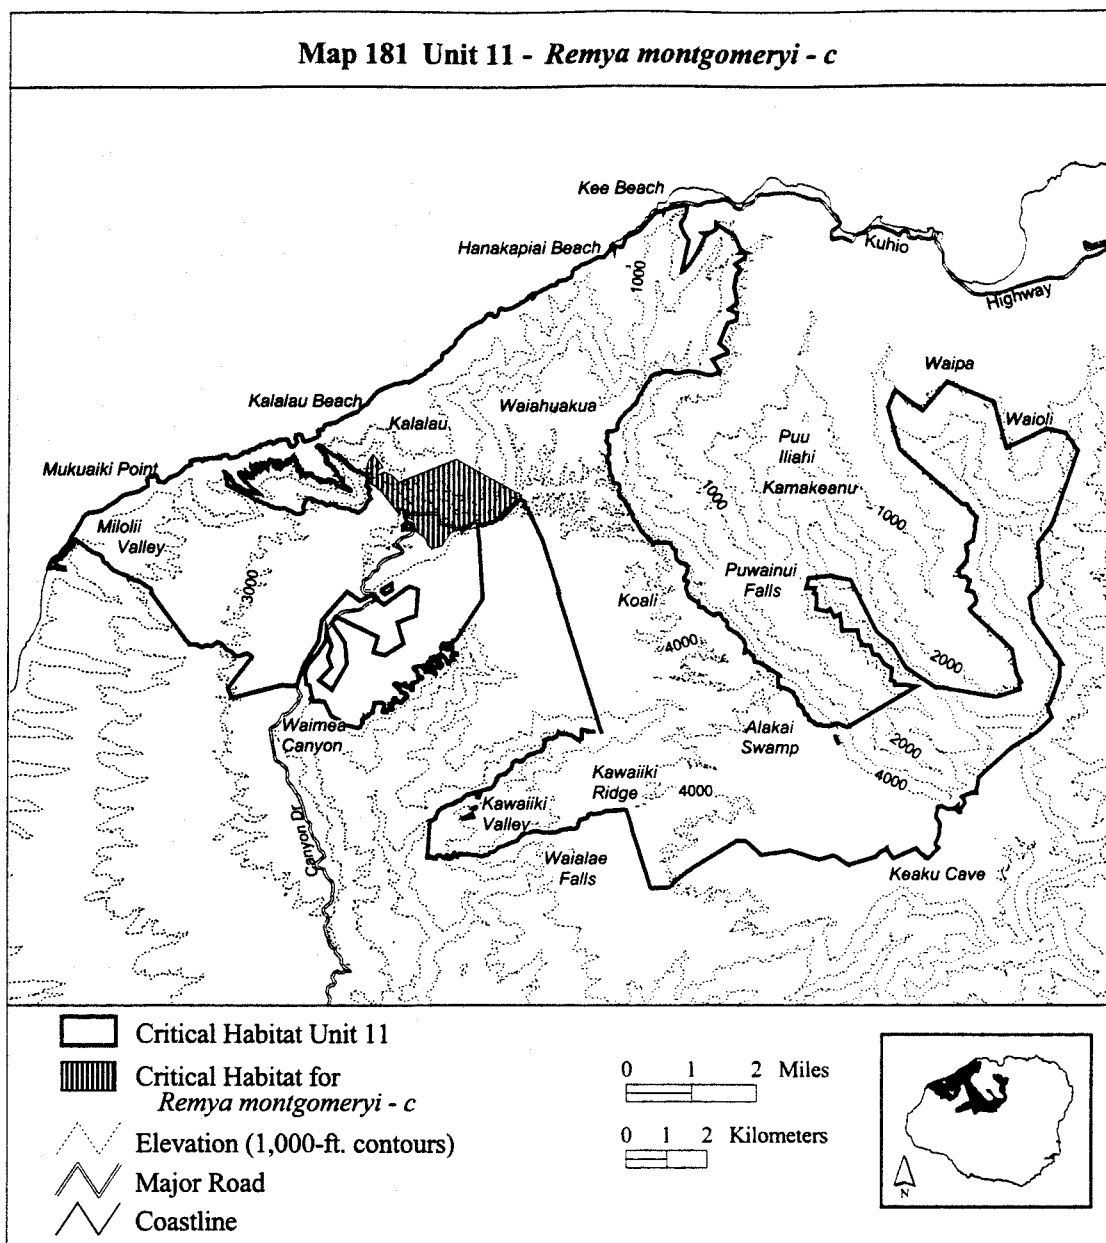 Map 181 Unit 11 - Remya montgomeryi - c
Kee Beach
Hanakapiai Beach
Kuhio
Highway
1000
Waipa
Kalalau Beach
Waiahuakua
Kalalau
Waioli
Puu
Iliahi
Mukuaiki Point
Kamakeanu
1000
1000
Milolii
Valley
Puwainui
Falls
3000
Koali
4000
2000
Waimea
Canyon
Alakai
Swamp
2000
Kawaiiki
Ridge
4000
4000
Kawaiiki
Valley
Canyon Dr
Waialae
Falls
Keaku Cave
Critical Habitat Unit 11
Critical Habitat for
Remya montgomeryi - c
Elevation (1,000-ft. contours)
Major Road
Coastline
0 1 2 Miles
0 1 2 Kilometers
N